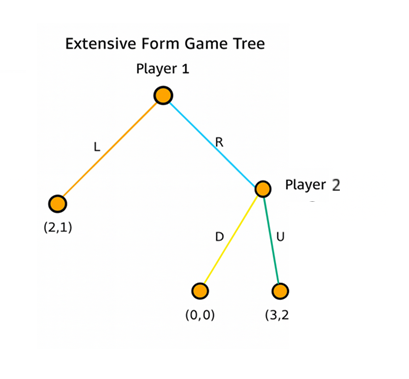 Extensive Form Game Tree
Player 1
L
R
Player 2
(2,1)
D
U
(0,0)
(3,2